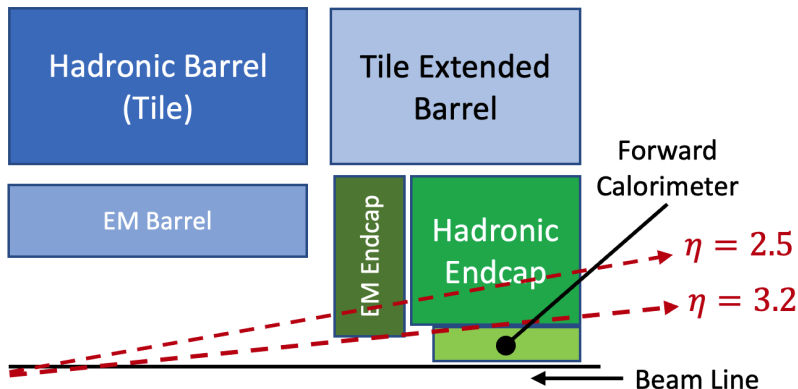 Hadronic Barrel
(Tile)
Tile Extended
Barrel
Forward
Calorimeter
EM Barrel
EM Endcap
Hadronic
Endcap
η = 2.5
η = 3.2
Beam Line